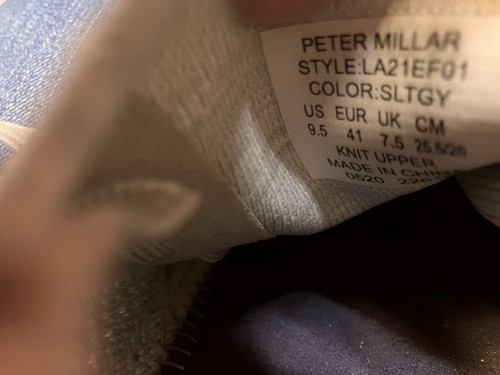 PETER MILLAR
STYLE:LA21EF01
COLOR:SLTGY
US EUR UK CM
9.5 41 7.5 25.5/26
KNIT UPPER
MADE IN CHINA
0520